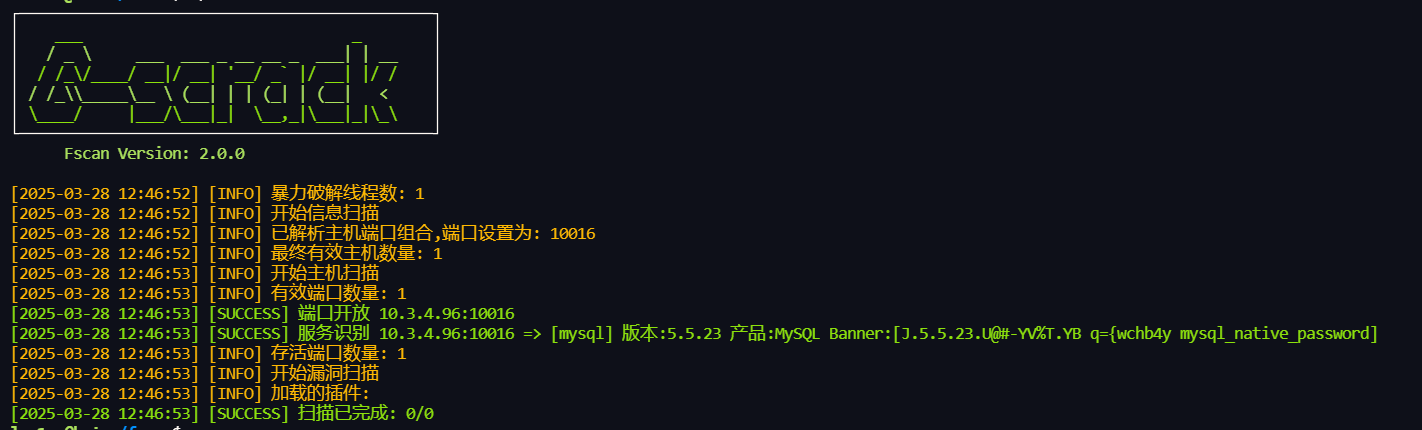 Fscan Version: 2.0.0
[2025-03-28 12:46:52] [INFO] 暴力破解线程数: 1
[2025-03-28 12:46:52] [INFO] 开始信息扫描
[2025-03-28 12:46:52] [INFO] 已解析主机端口组合,端口设置为: 10016
[2025-03-28 12:46:52] [INFO] 最终有效主机数量: 1
[2025-03-28 12:46:53] [INFO] 开始主机扫描
[2025-03-28 12:46:53] [INFO] 有效端口数量: 1
[2025-03-28 12:46:53] [SUCCESS] 端口开放 10.3.4.96:10016
[2025-03-28 12:46:53] [SUCCESS] 服务识别 10.3.4.96:10016 => [mysql] 版本:5.5.23 产品:MySQL Banner:[J.5.5.23.U@#-YV%T.YB q={wchb4y mysql_native_password]
[2025-03-28 12:46:53] [INFO] 存活端口数量: 1
[2025-03-28 12:46:53] [INFO] 开始漏洞扫描
[2025-03-28 12:46:53] [INFO] 加载的插件:
[2025-03-28 12:46:53] [SUCCESS] 扫描已完成: 0/0